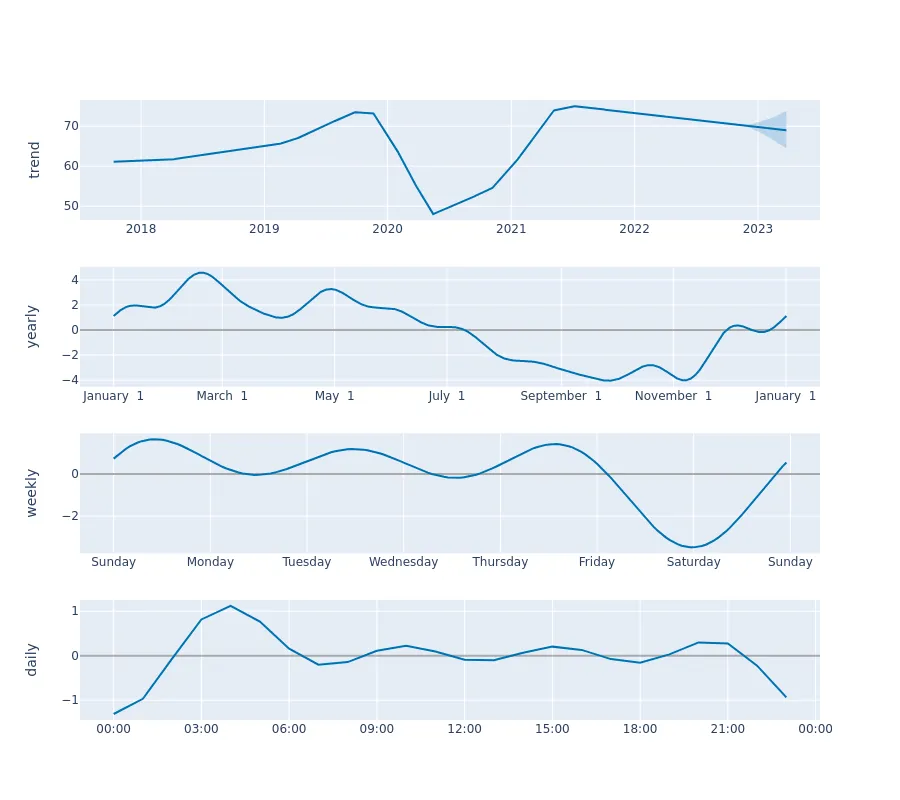 trend
70
60
50
2018 2019 2020 2021 2022 2023
yearly
4
2
0
−2
−4
January 1 March 1 May 1 July 1 September 1 November 1 January 1
weekly
0
−2
Sunday Monday Tuesday Wednesday Thursday Friday Saturday Sunday
daily
1
0
−1
00:00 03:00 06:00 09:00 12:00 15:00 18:00 21:00 00:00